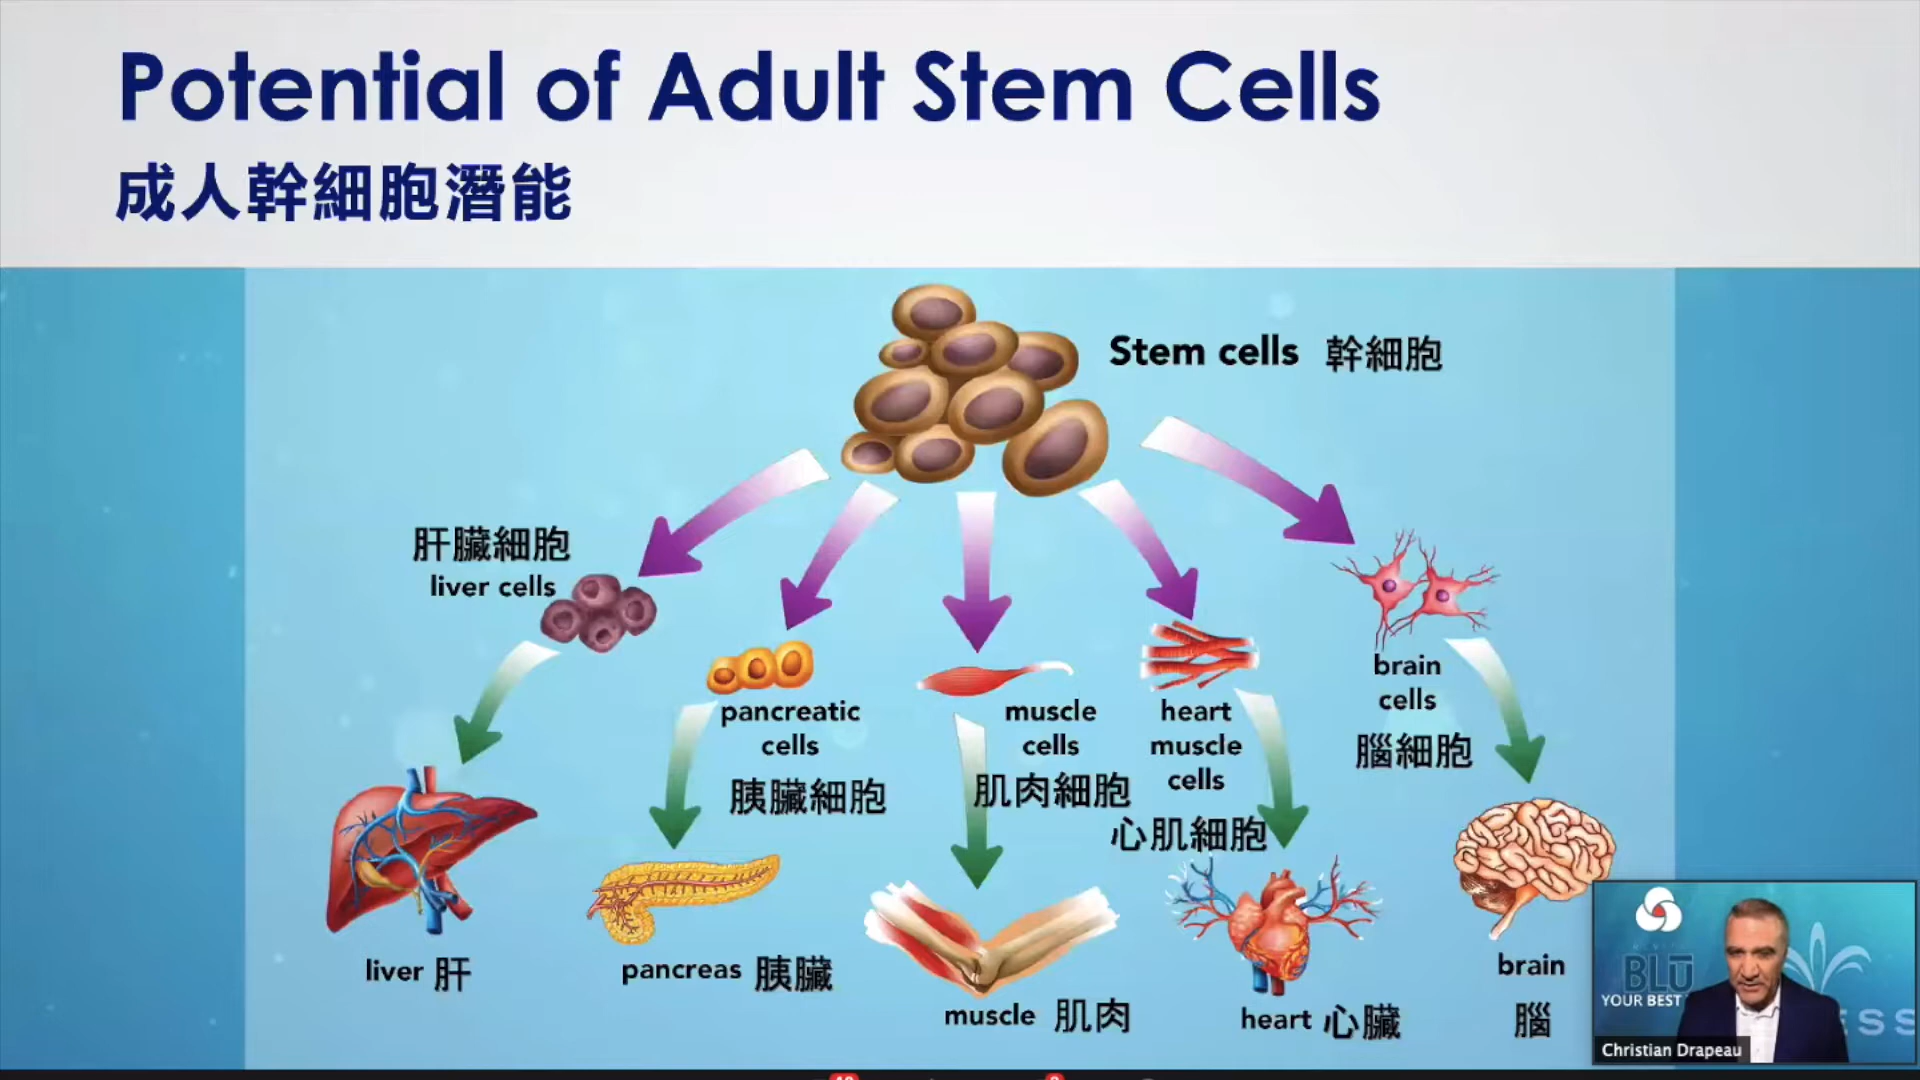 Potential of Adult Stem Cells
成人幹細胞潛能
Stem cells 幹細胞
肝臟細胞
liver cells
pancreatic
cells
胰臟細胞
muscle
cells
肌肉細胞
heart
muscle
cells
心肌細胞
brain
cells
腦細胞
liver 肝
pancreas 胰臟
muscle 肌肉
heart 心臟
brain
腦
BLŪ
YOUR BEST
ESS
Christian Drapeau